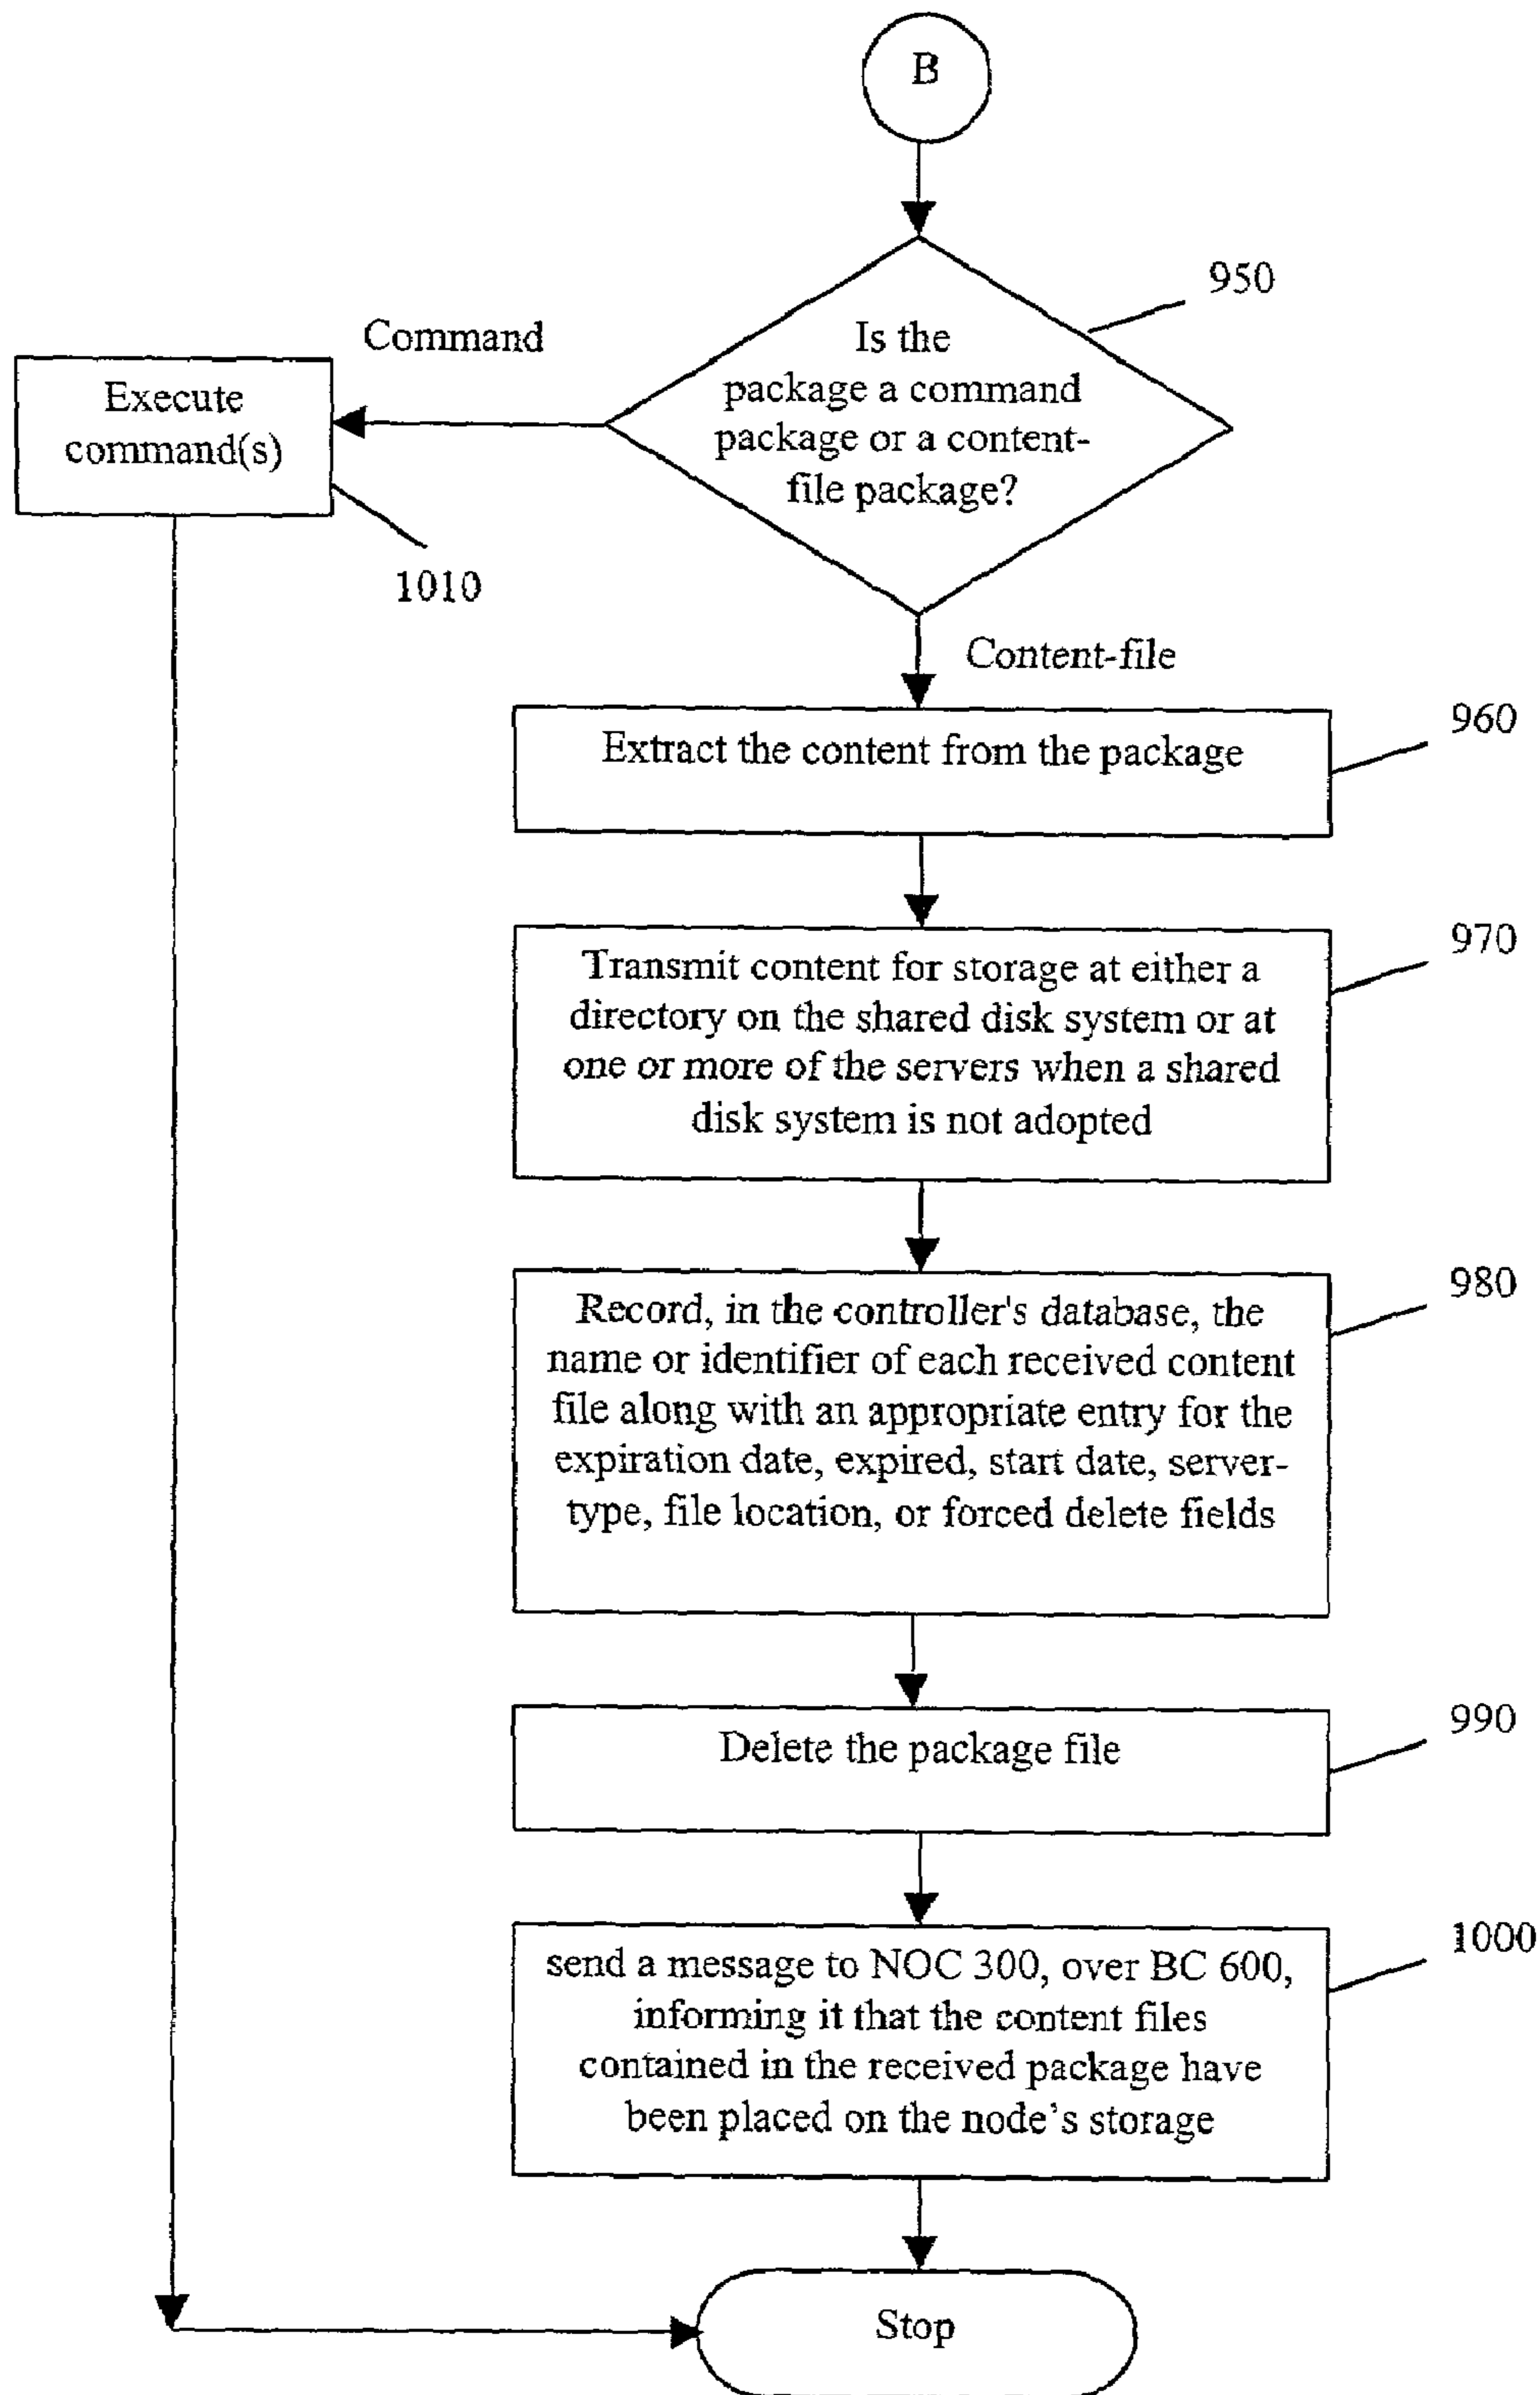 B
950
Is the
package a command
package or a content-
file package?
Command
Execute
command(s)
1010
Content-file
960
Extract the content from the package
970
Transmit content for storage at either a
directory on the shared disk system or at
one or more of the servers when a shared
disk system is not adopted
980
Record, in the controller's database, the
name or identifier of each received content
file along with an appropriate entry for the
expiration date, expired, start date, server-
type, file location, or forced delete fields
990
Delete the package file
1000
send a message to NOC 300, over BC 600,
informing it that the content files
contained in the received package have
been placed on the node's storage
Stop